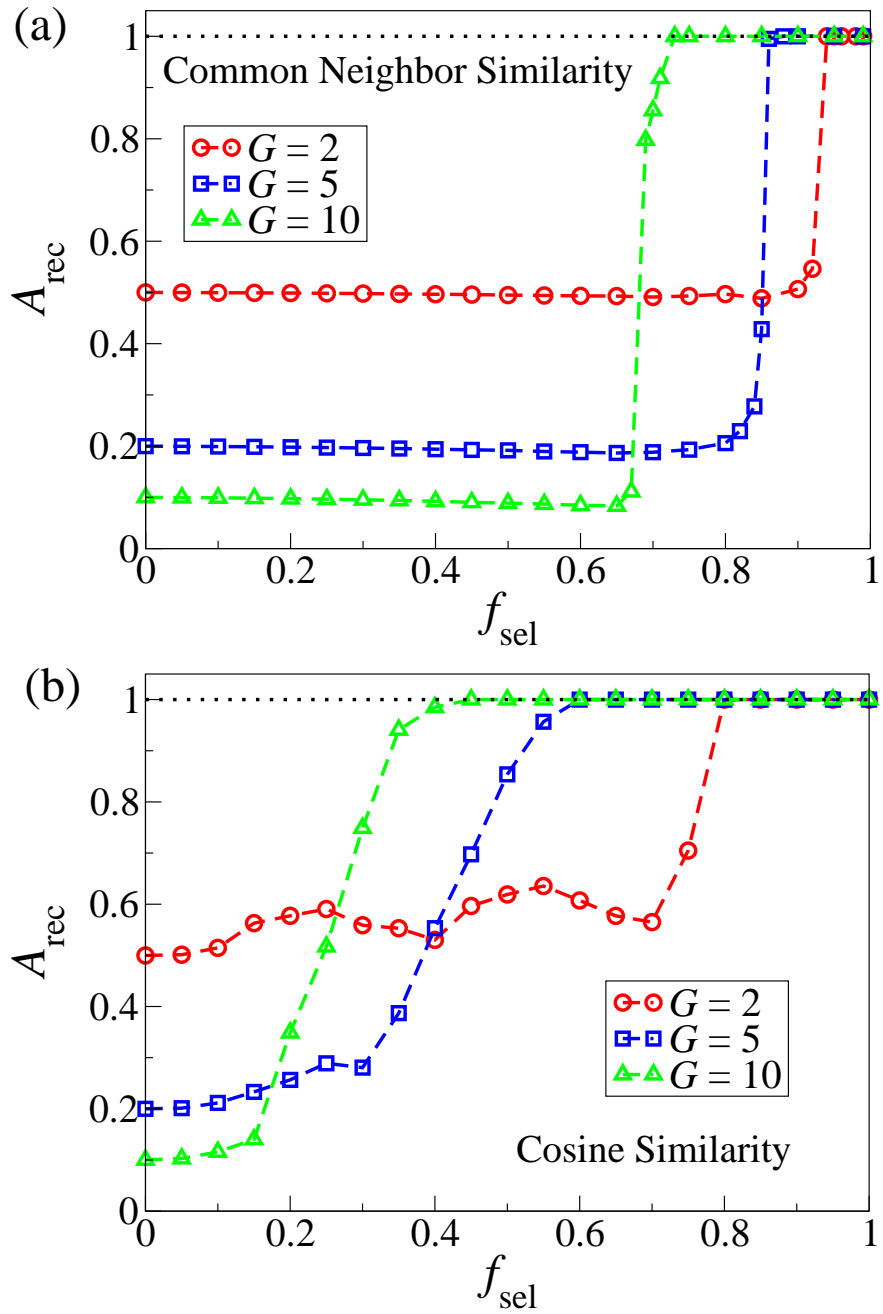 (a)
1
Common Neighbor Similarity
G = 2
G = 5
G = 10
0.8
0.6
0.4
0.2
0
A_rec
0 0.2 0.4 0.6 0.8 1
f_sel
(b)
1
0.8
0.6
0.4
0.2
0
A_rec
G = 2
G = 5
G = 10
Cosine Similarity
0 0.2 0.4 0.6 0.8 1
f_sel